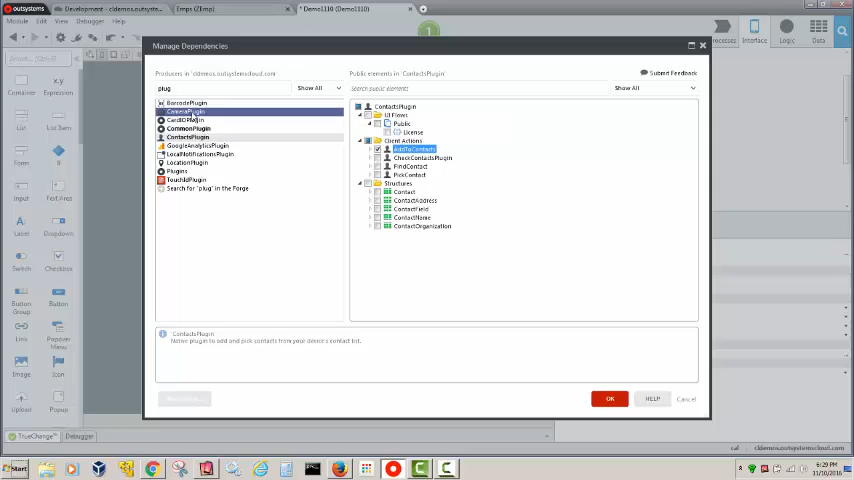 outsystems
Development - cldemos.outsystems...
Emps (ZEmp)
* Demo1110 (Demo1110)
Module Edit View Debugger
1
Processes
Interface
Logic
Data
Search
Container
Expression
Form
If
Input
Text Area
Label
Dropdown
Switch
Checkbox
Button Group
Button
Link
Popover Menu
Image
Icon
Upload
Popup
Manage Dependencies
Producers in 'cldemos.outsystemscloud.com'
Public elements in 'ContactsPlugin'
Submit Feedback
plug
Show All
Search public elements
Show All
BarcodePlugin
CameraPlugin
CardIOPlugin
CommonPlugin
ContactsPlugin
GoogleAnalyticsPlugin
LocalNotificationsPlugin
LocationPlugin
Plugins
TouchIdPlugin
Search for "plug" in the Forge
ContactsPlugin
UI Flows
Public
License
Client Actions
AddToContacts
CheckContactsPlugin
FindContact
PickContact
Structures
Contact
ContactAddress
ContactField
ContactName
ContactOrganization
ContactsPlugin
Native plugin to add and pick contacts from your device's contact list.
OK
HELP
Cancel
TrueChange™
Debugger
cal
cldemos.outsystemscloud.com
Start
6:29 PM
11/10/2016